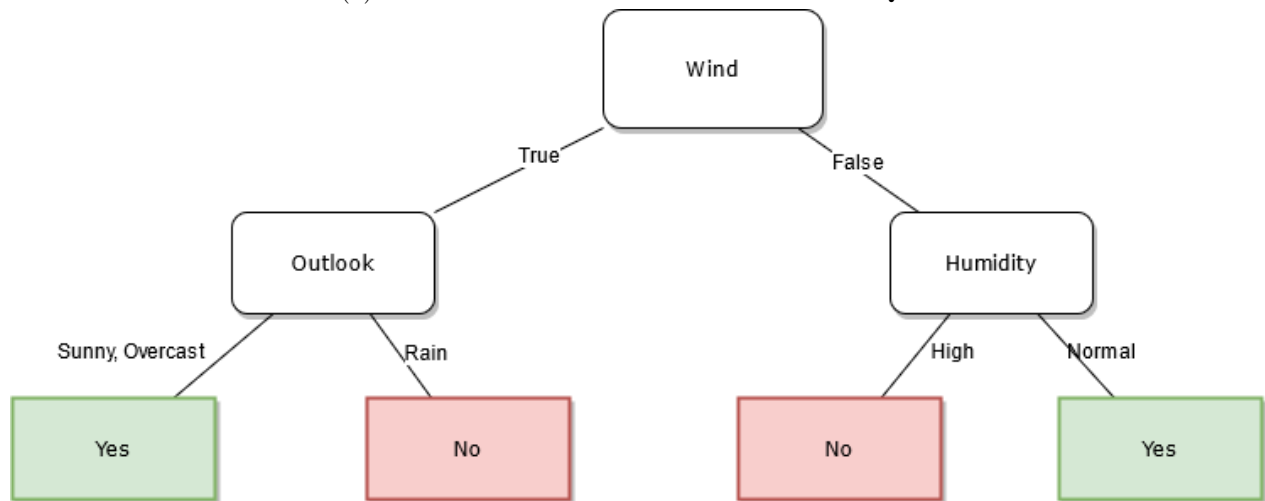 Wind
True
False
Outlook
Humidity
Sunny, Overcast
Rain
High
Normal
Yes
No
No
Yes